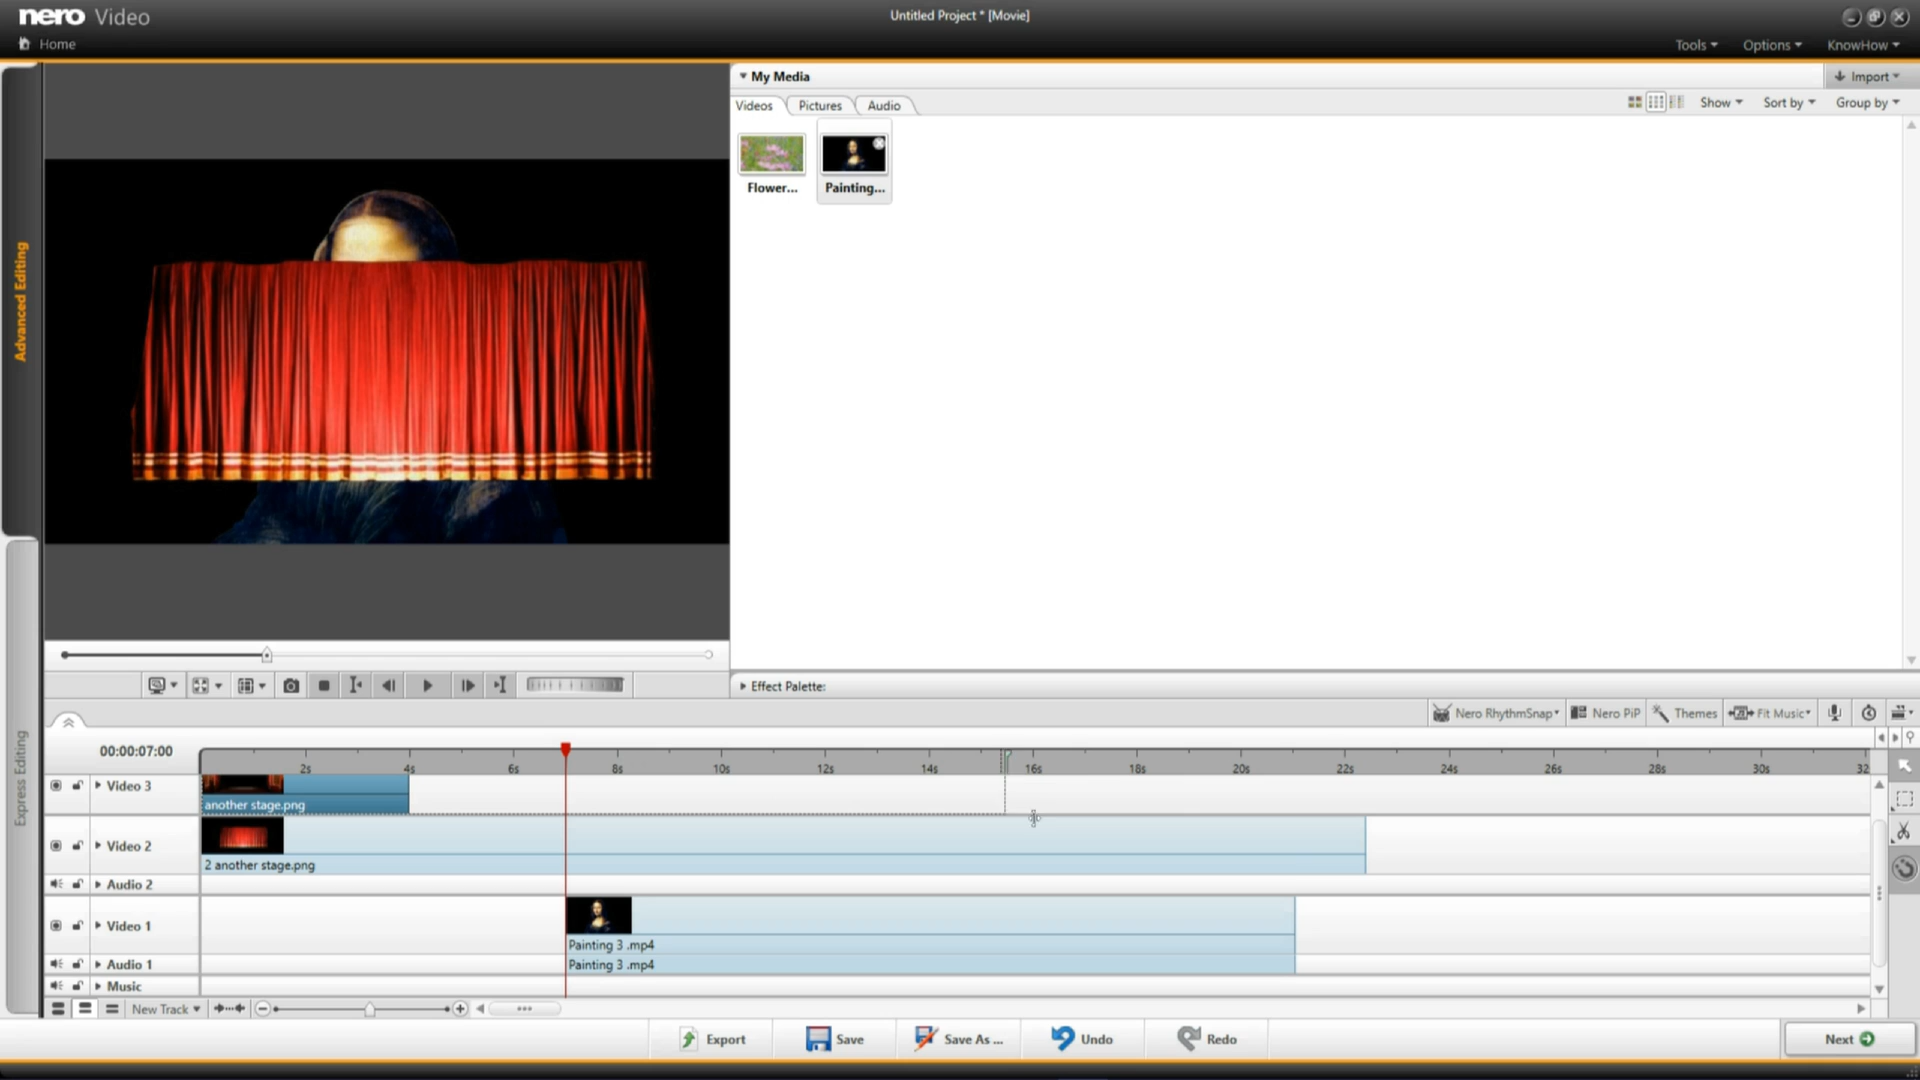 nero Video
Untitled Project * [Movie]
Home
Tools
Options
KnowHow
My Media
Import
Videos
Pictures
Audio
Show
Sort by
Group by
Flower...
Painting...
Advanced Editing
Express Editing
Effect Palette:
Nero RhythmSnap
Nero PiP
Themes
Fit Music
00:00:07:00
2s
4s
6s
8s
10s
12s
14s
16s
18s
20s
22s
24s
26s
28s
30s
32
Video 3
another stage.png
Video 2
2 another stage.png
Audio 2
Video 1
Painting 3 .mp4
Audio 1
Painting 3 .mp4
Music
New Track
Export
Save
Save As ...
Undo
Redo
Next